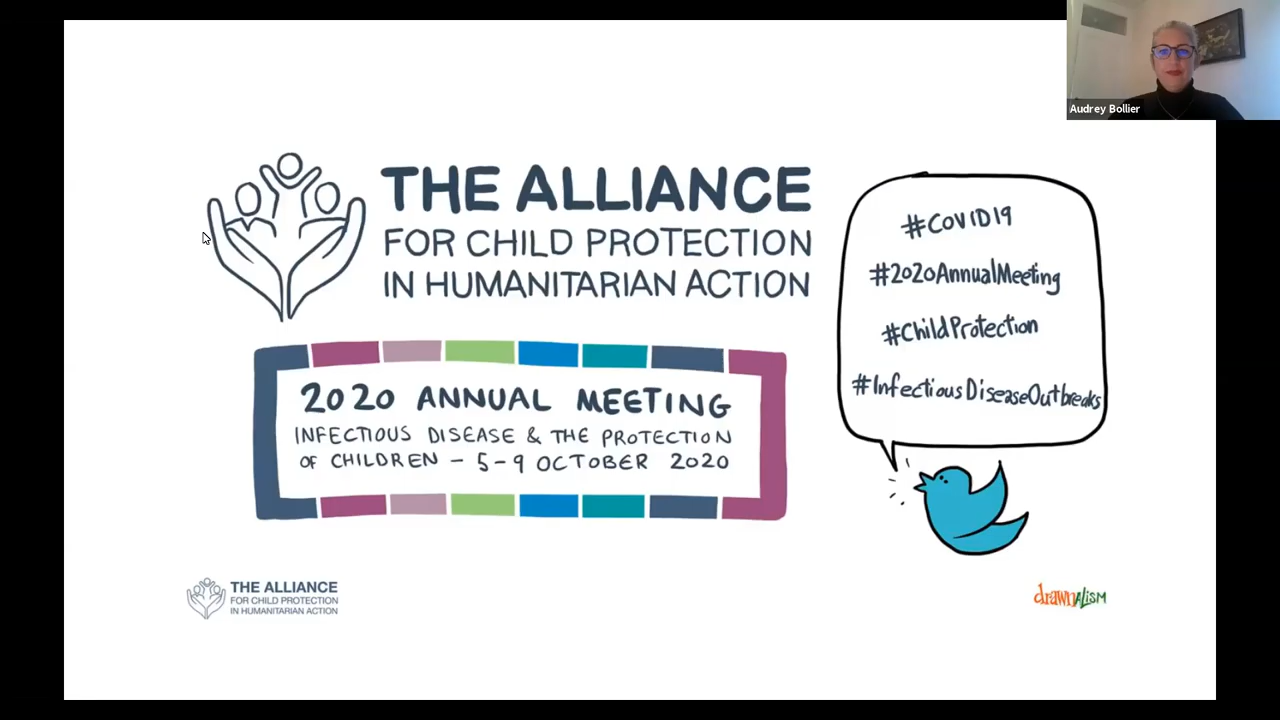 Audrey Bollier
THE ALLIANCE
FOR CHILD PROTECTION
IN HUMANITARIAN ACTION
#COVID19
#2020AnnualMeeting
#ChildProtection
#InfectiousDiseaseOutbreaks
2020 ANNUAL MEETING
INFECTIOUS DISEASE & THE PROTECTION
OF CHILDREN – 5-9 OCTOBER 2020
THE ALLIANCE
FOR CHILD PROTECTION
IN HUMANITARIAN ACTION
drawnALISM